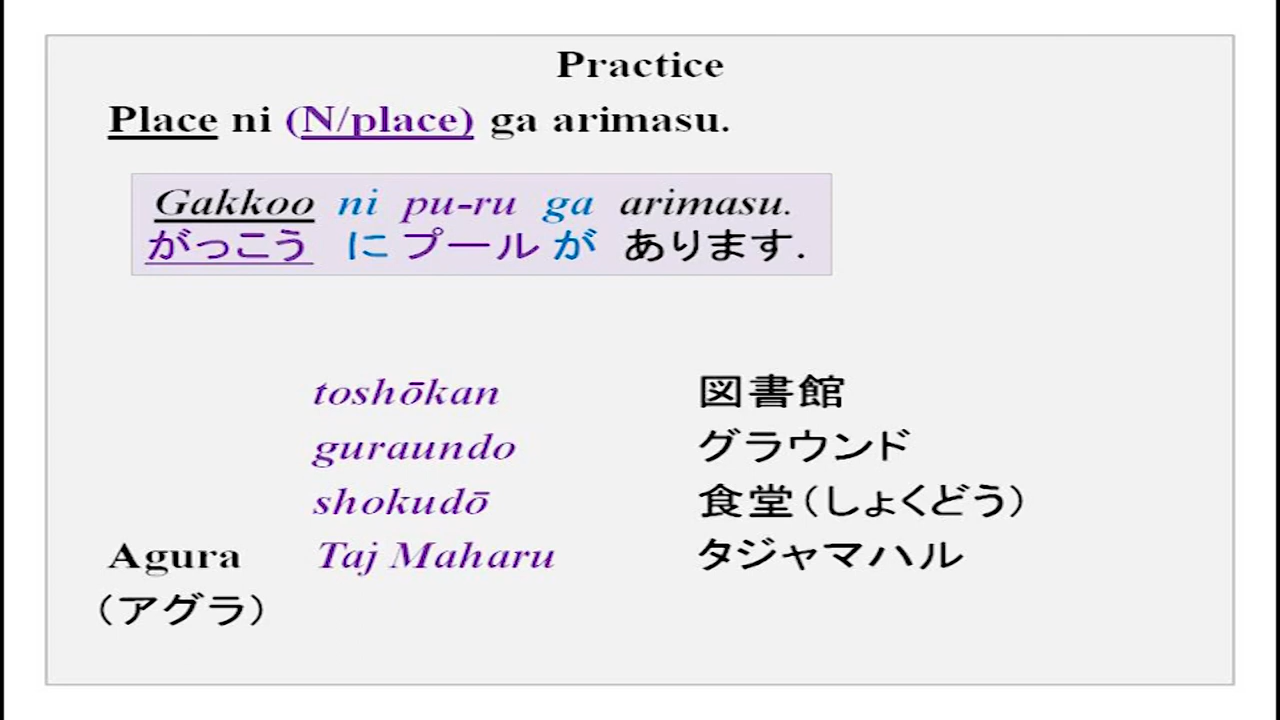 Practice
Place ni (N/place) ga arimasu.
Gakkoo ni pu-ru ga arimasu.
がっこう に プール が あります.
toshōkan 図書館
guraundo グラウンド
shokudō 食堂(しょくどう)
Agura Taj Maharu タジャマハル
(アグラ)